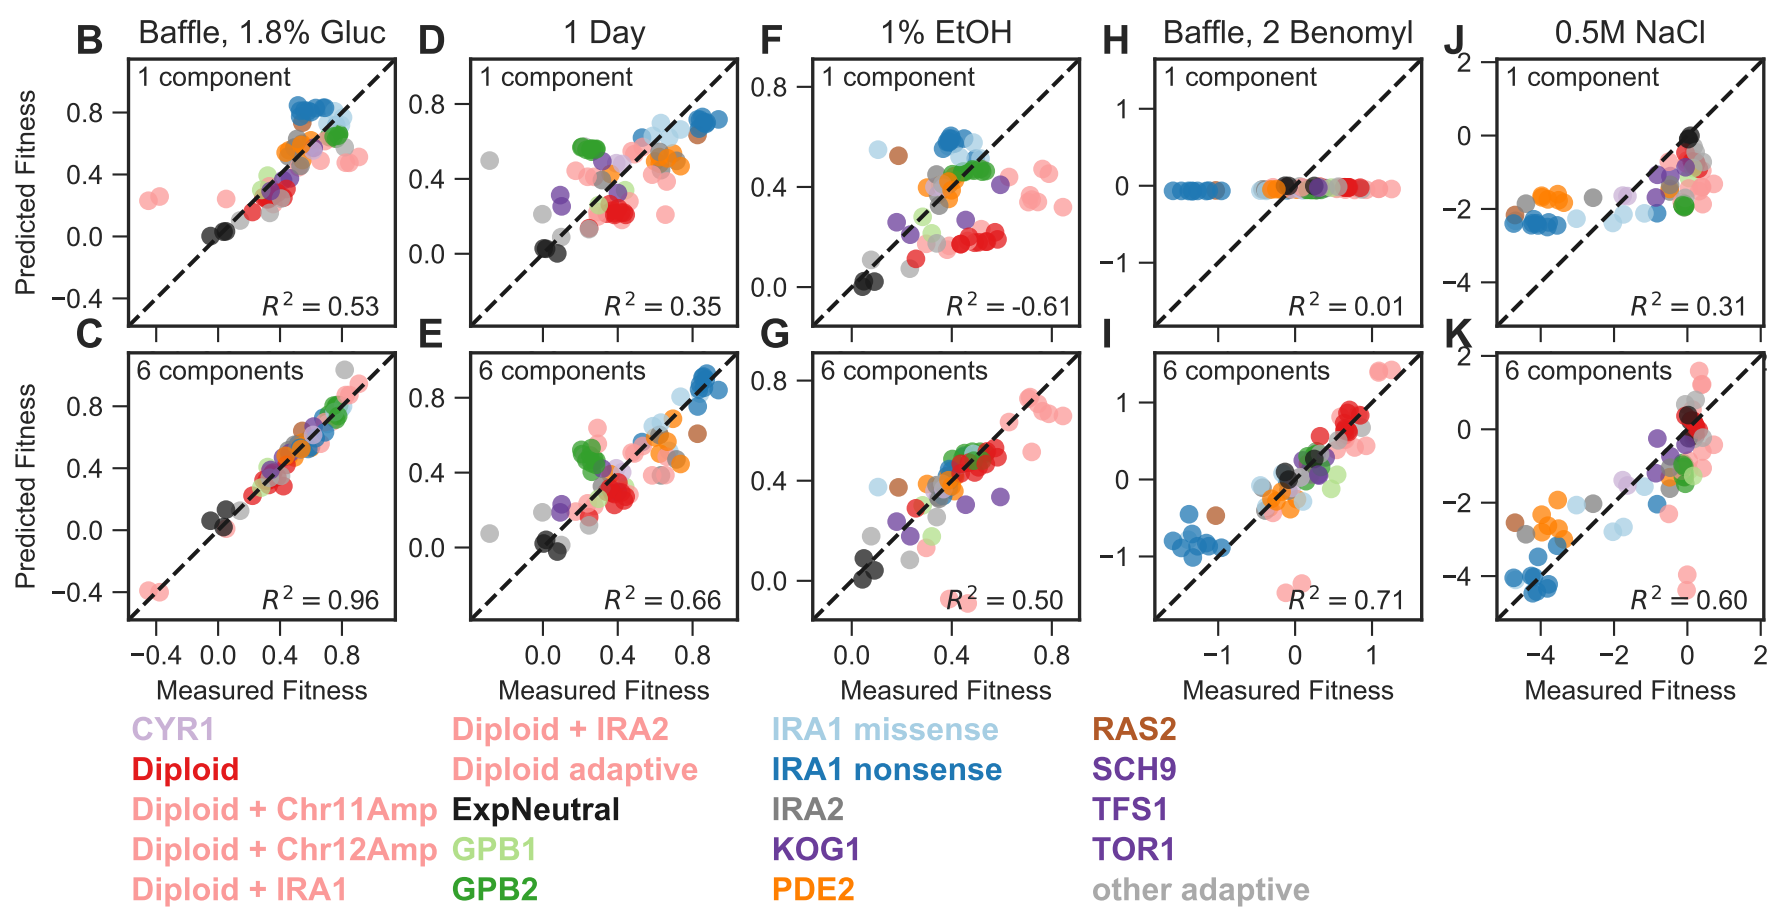 B Baffle, 1.8% Gluc D 1 Day F 1% EtOH H Baffle, 2 Benomyl J 0.5M NaCl
1 component 1 component 1 component 1 component 1 component
Predicted Fitness
0.8 0.4 0.0 −0.4
0.8 0.4 0.0
0.8 0.4 0.0
1 0 −1
2 0 −2 −4
R² = 0.53 R² = 0.35 R² = -0.61 R² = 0.01 R² = 0.31
C E G I K
6 components 6 components 6 components 6 components 6 components
Predicted Fitness
0.8 0.4 0.0 −0.4
0.8 0.4 0.0
0.8 0.4 0.0
1 0 −1
2 0 −2 −4
R² = 0.96 R² = 0.66 R² = 0.50 R² = 0.71 R² = 0.60
−0.4 0.0 0.4 0.8 0.0 0.4 0.8 0.0 0.4 0.8 −1 0 1 −4 −2 0 2
Measured Fitness Measured Fitness Measured Fitness Measured Fitness Measured Fitness
CYR1 Diploid + IRA2 IRA1 missense RAS2
Diploid Diploid adaptive IRA1 nonsense SCH9
Diploid + Chr11Amp ExpNeutral IRA2 TFS1
Diploid + Chr12Amp GPB1 KOG1 TOR1
Diploid + IRA1 GPB2 PDE2 other adaptive